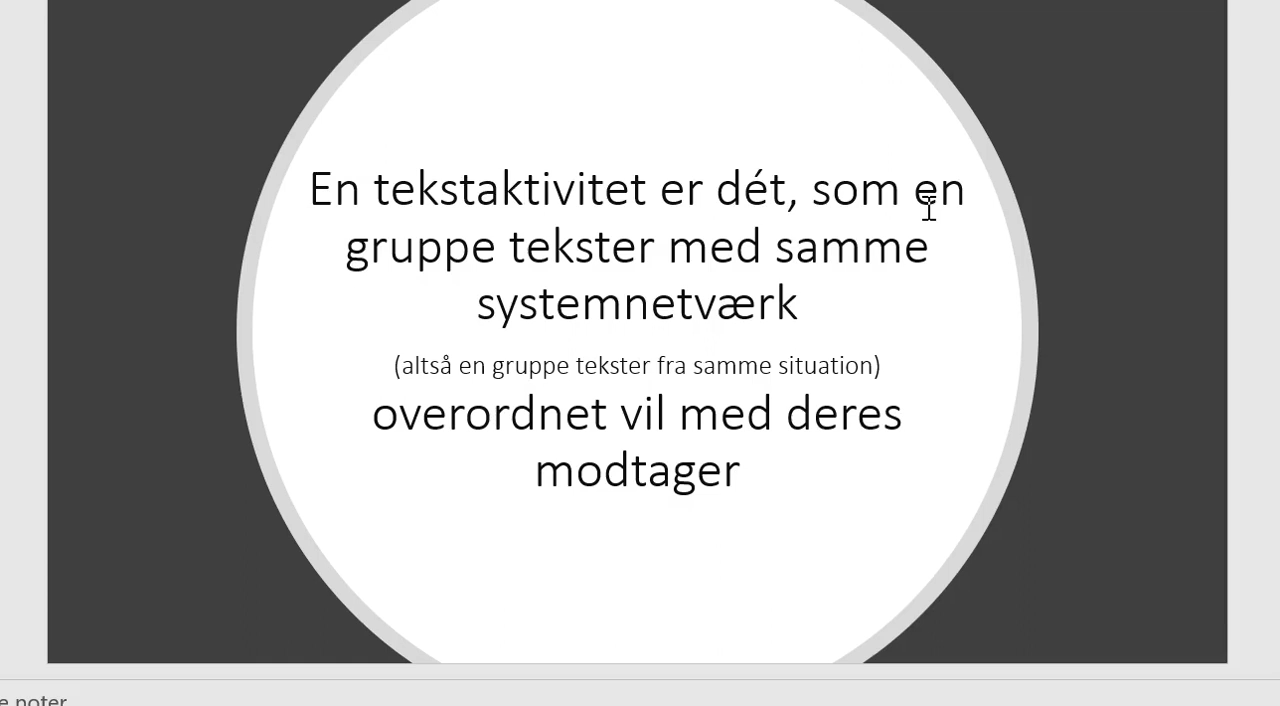 En tekstaktivitet er dét, som en
gruppe tekster med samme
systemnetværk
(altså en gruppe tekster fra samme situation)
overordnet vil med deres
modtager
e noter